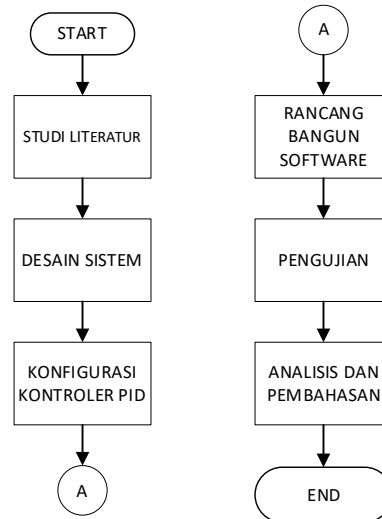 START
STUDI LITERATUR
DESAIN SISTEM
KONFIGURASI
KONTROLER PID
A
A
RANCANG
BANGUN
SOFTWARE
PENGUJIAN
ANALISIS DAN
PEMBAHASAN
END